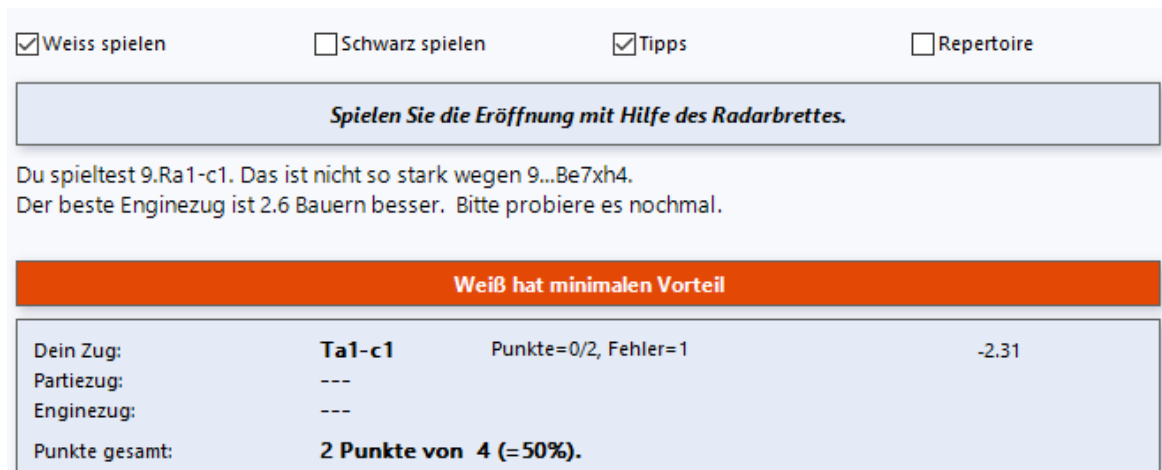 Weiss spielen Schwarz spielen Tipps Repertoire
Spielen Sie die Eröffnung mit Hilfe des Radarbrettes.
Du spieltest 9.Ra1-c1. Das ist nicht so stark wegen 9...Be7xh4.
Der beste Enginezug ist 2.6 Bauern besser. Bitte probiere es nochmal.
Weiß hat minimalen Vorteil
Dein Zug: Ta1-c1 Punkte=0/2, Fehler=1 -2.31
Partiezug: ---
Enginezug: ---
Punkte gesamt: 2 Punkte von 4 (=50%).